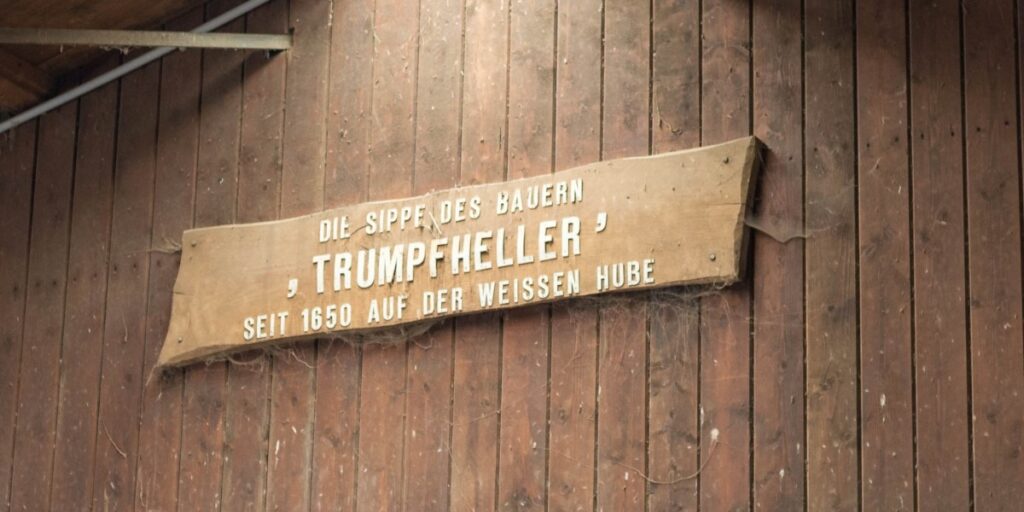 DIE SIPPE DES BAUERN
, TRUMPFHELLER ’
SEIT 1650 AUF DER WEISSEN HUBE